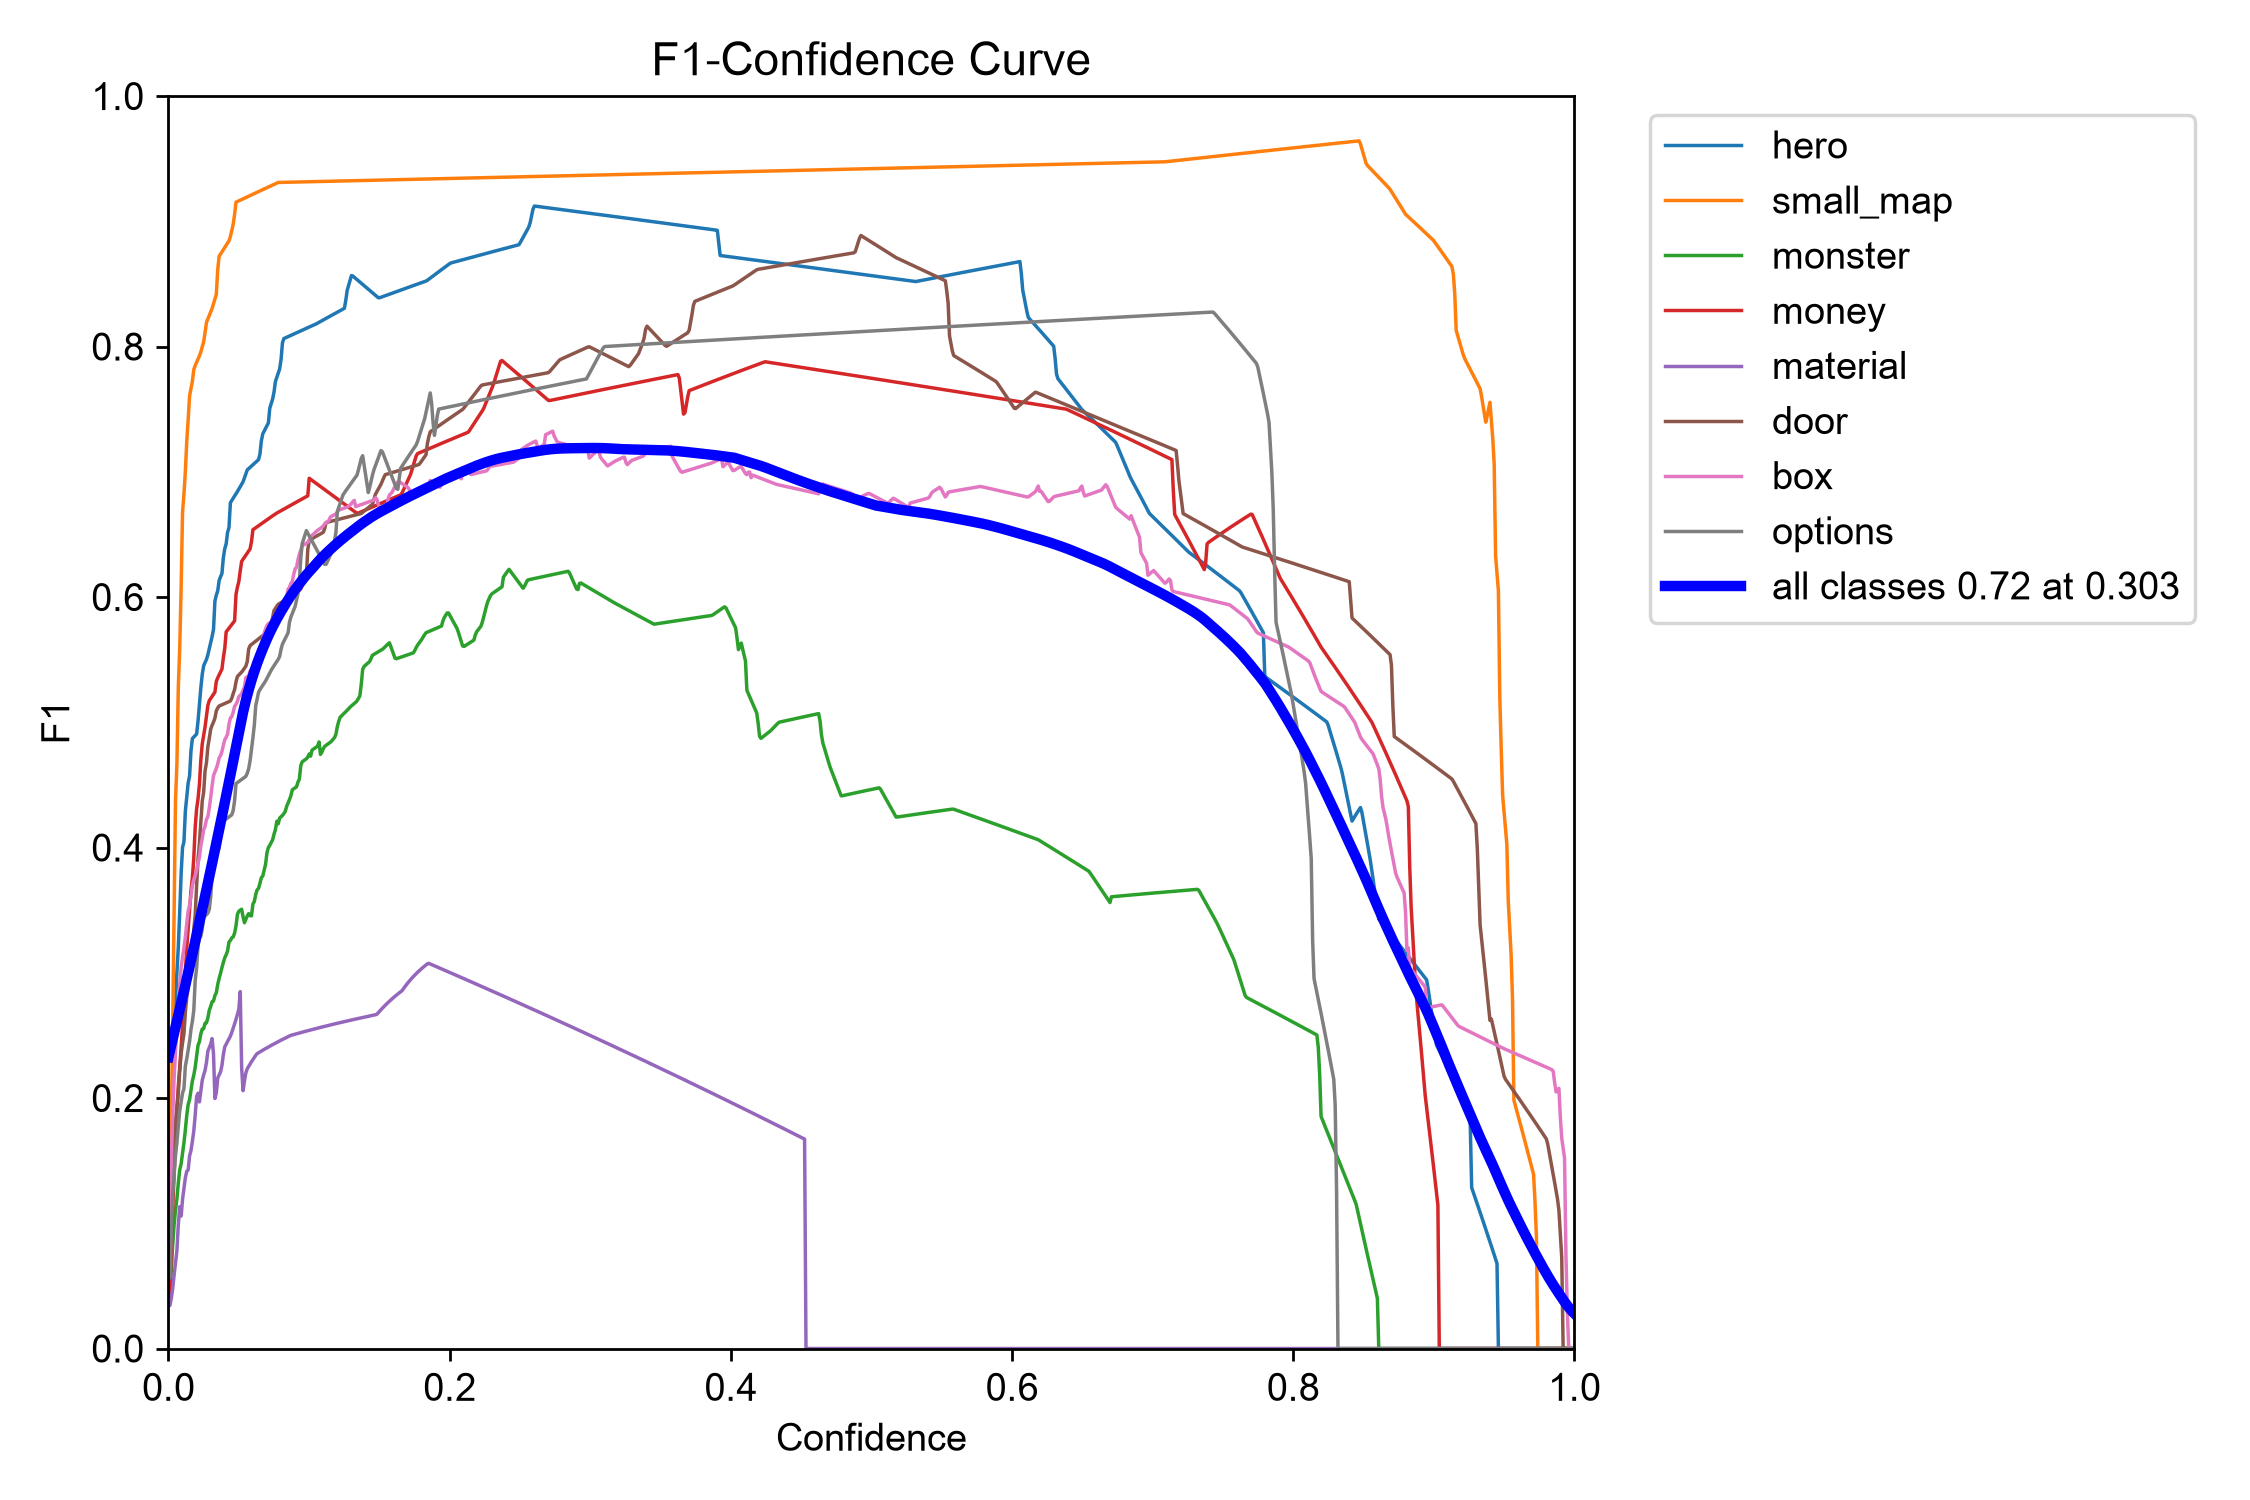 F1-Confidence Curve
1.0
0.8
0.6
0.4
0.2
0.0
F1
0.0 0.2 0.4 0.6 0.8 1.0
Confidence
hero
small_map
monster
money
material
door
box
options
all classes 0.72 at 0.303